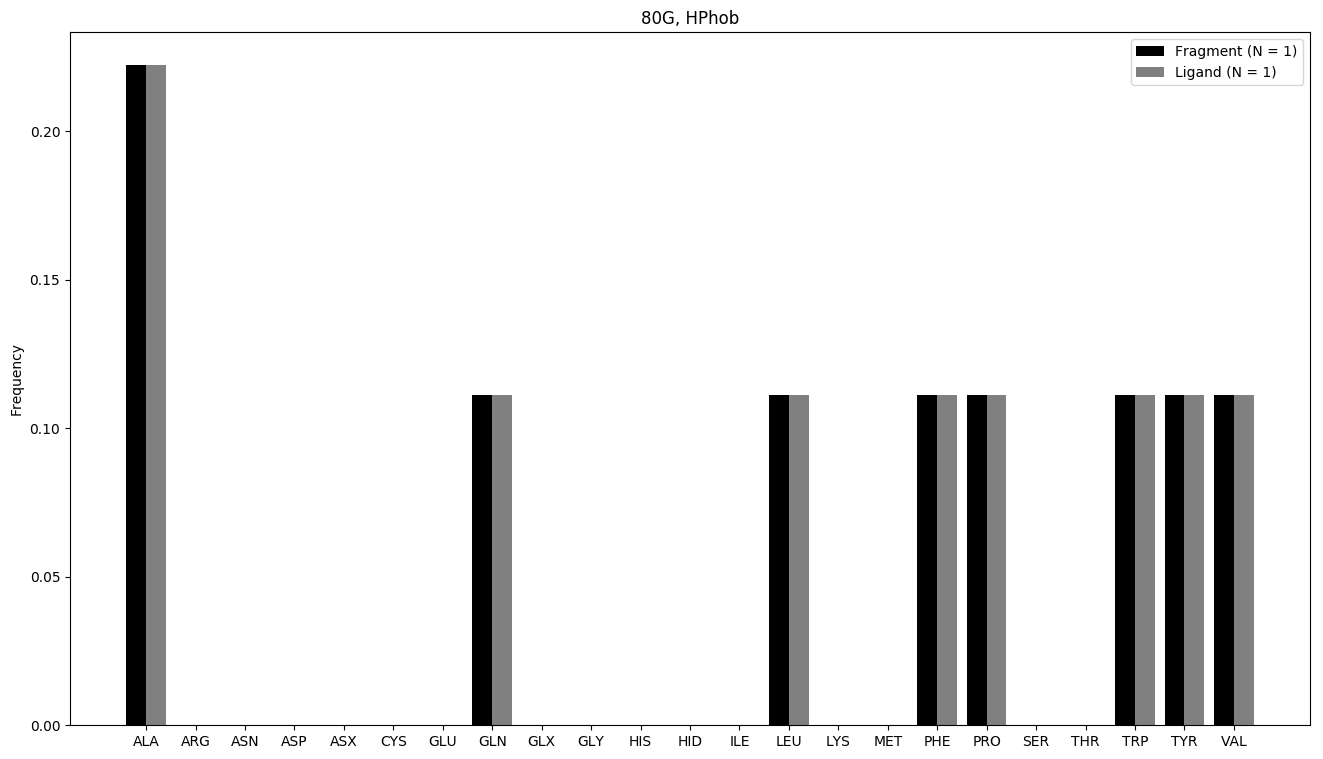 80G, HPhob
Fragment (N = 1)
Ligand (N = 1)
Frequency
0.20
0.15
0.10
0.05
0.00
ALA ARG ASN ASP ASX CYS GLU GLN GLX GLY HIS HID ILE LEU LYS MET PHE PRO SER THR TRP TYR VAL